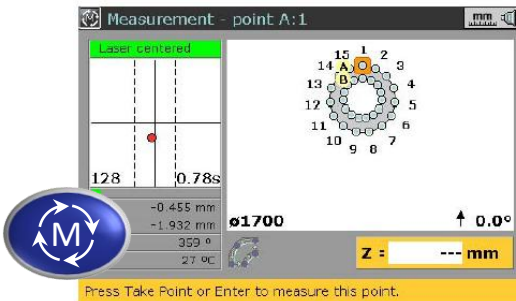 Measurement - point A:1
mm
Laser centered
128
0.78s
-0.455 mm
-1.932 mm
359 º
27 ºC
M
15 1 2
14 A 3
13 B 4
12 5
11 6
10 9 8 7
ø1700
0.0º
Z : --- mm
Press Take Point or Enter to measure this point.